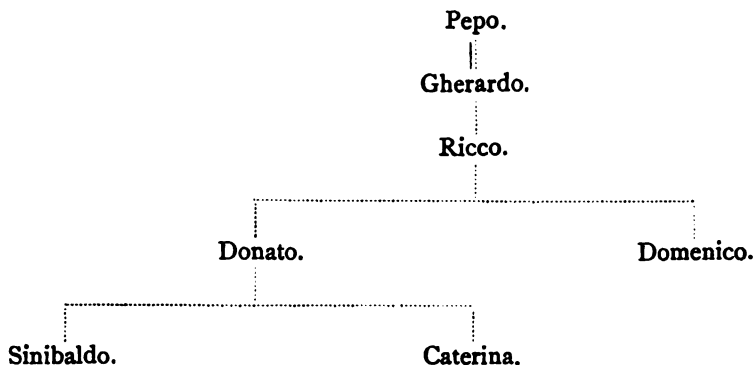 Pepo.
Gherardo.
Ricco.
Donato. Domenico.
Sinibaldo. Caterina.